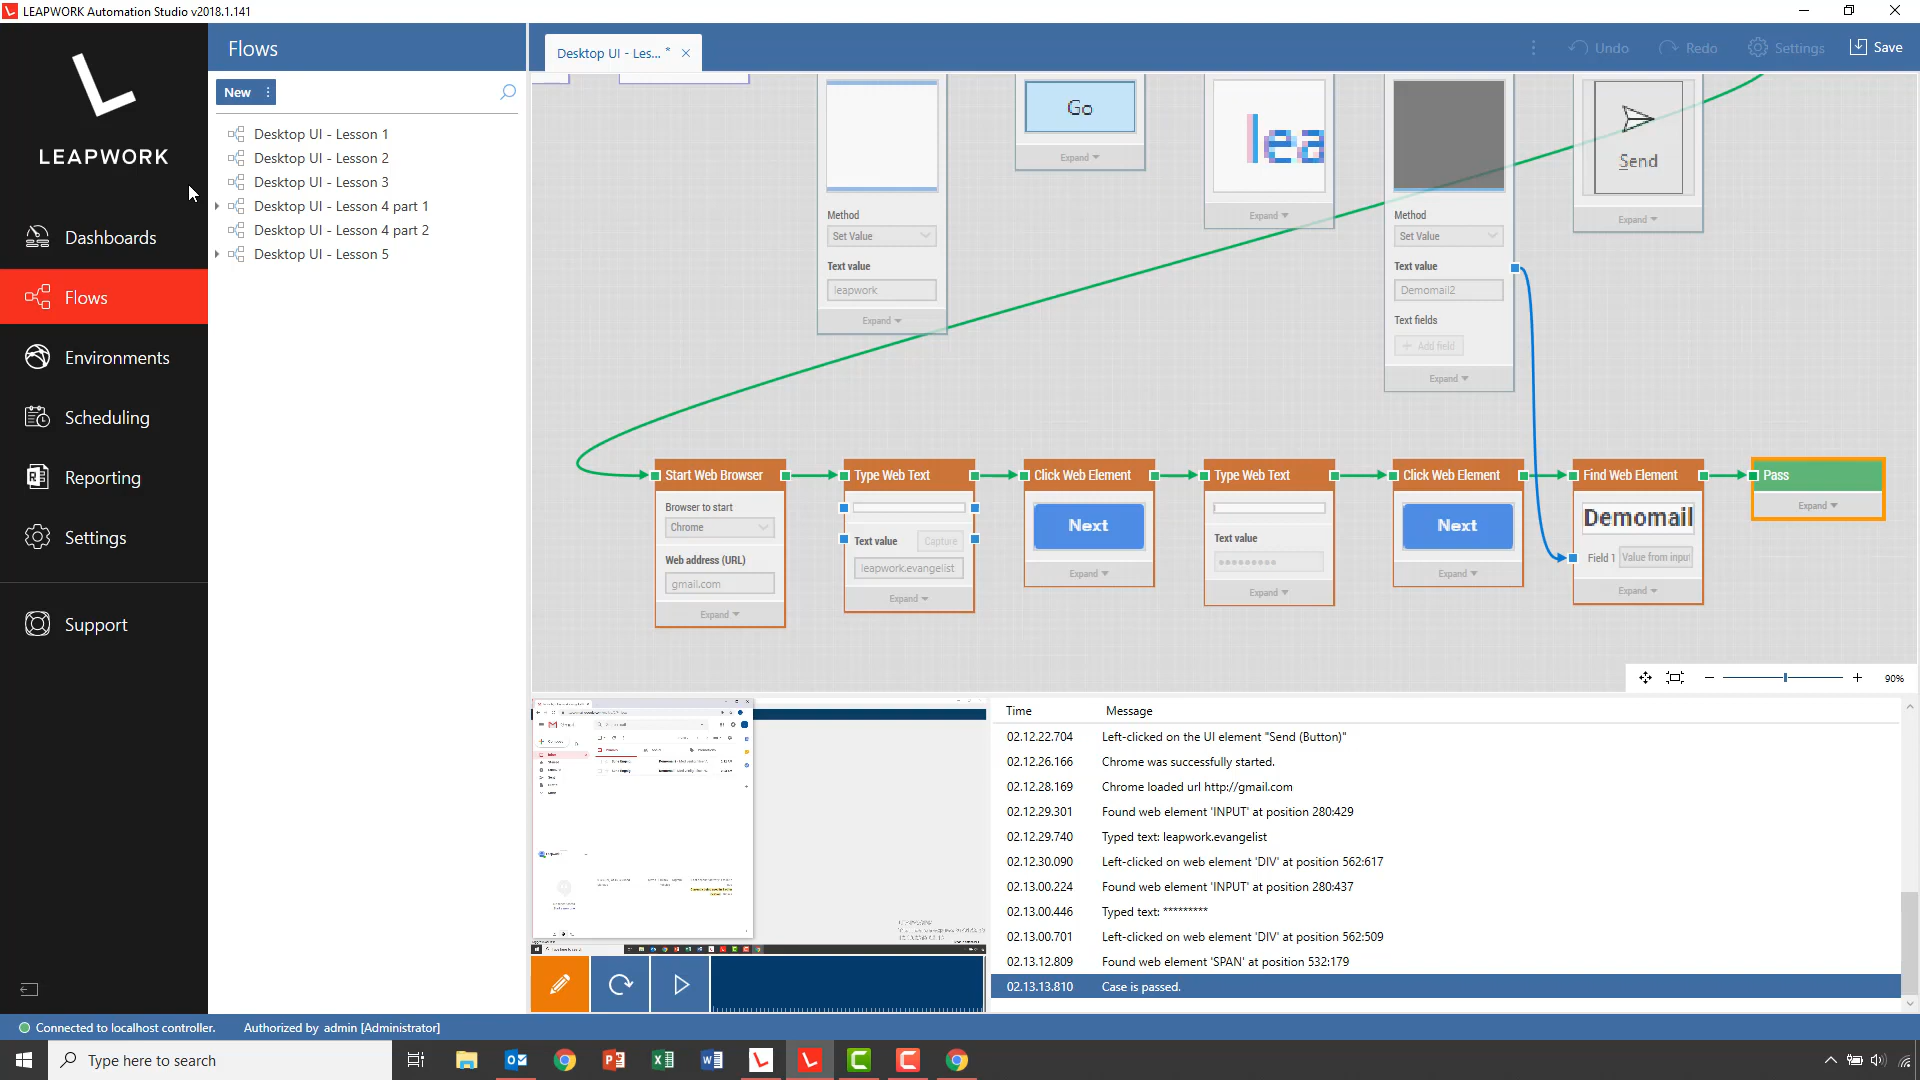 LEAPWORK Automation Studio v2018.1.141
Flows
Desktop UI - Les... *
Undo
Redo
Settings
Save
LEAPWORK
New
Desktop UI - Lesson 1
Desktop UI - Lesson 2
Desktop UI - Lesson 3
Desktop UI - Lesson 4 part 1
Desktop UI - Lesson 4 part 2
Desktop UI - Lesson 5
Dashboards
Flows
Environments
Scheduling
Reporting
Settings
Support
Method
Set Value
Text value
leapwork
Expand
Go
Expand
lea
Expand
Method
Set Value
Text value
Demomail2
Text fields
+ Add field
Expand
Send
Expand
Start Web Browser
Browser to start
Chrome
Web address (URL)
gmail.com
Expand
Type Web Text
Text value
Capture
leapwork.evangelist
Expand
Click Web Element
Next
Expand
Type Web Text
Text value
•••••••••
Expand
Click Web Element
Next
Expand
Find Web Element
Demomail
Field 1 Value from input
Expand
Pass
Expand
90%
Time Message
02.12.22.704 Left-clicked on the UI element "Send (Button)"
02.12.26.166 Chrome was successfully started.
02.12.28.169 Chrome loaded url http://gmail.com
02.12.29.301 Found web element 'INPUT' at position 280:429
02.12.29.740 Typed text: leapwork.evangelist
02.12.30.090 Left-clicked on web element 'DIV' at position 562:617
02.13.00.224 Found web element 'INPUT' at position 280:437
02.13.00.446 Typed text: *********
02.13.00.701 Left-clicked on web element 'DIV' at position 562:509
02.13.12.809 Found web element 'SPAN' at position 532:179
02.13.13.810 Case is passed.
Connected to localhost controller.
Authorized by admin [Administrator]
Type here to search